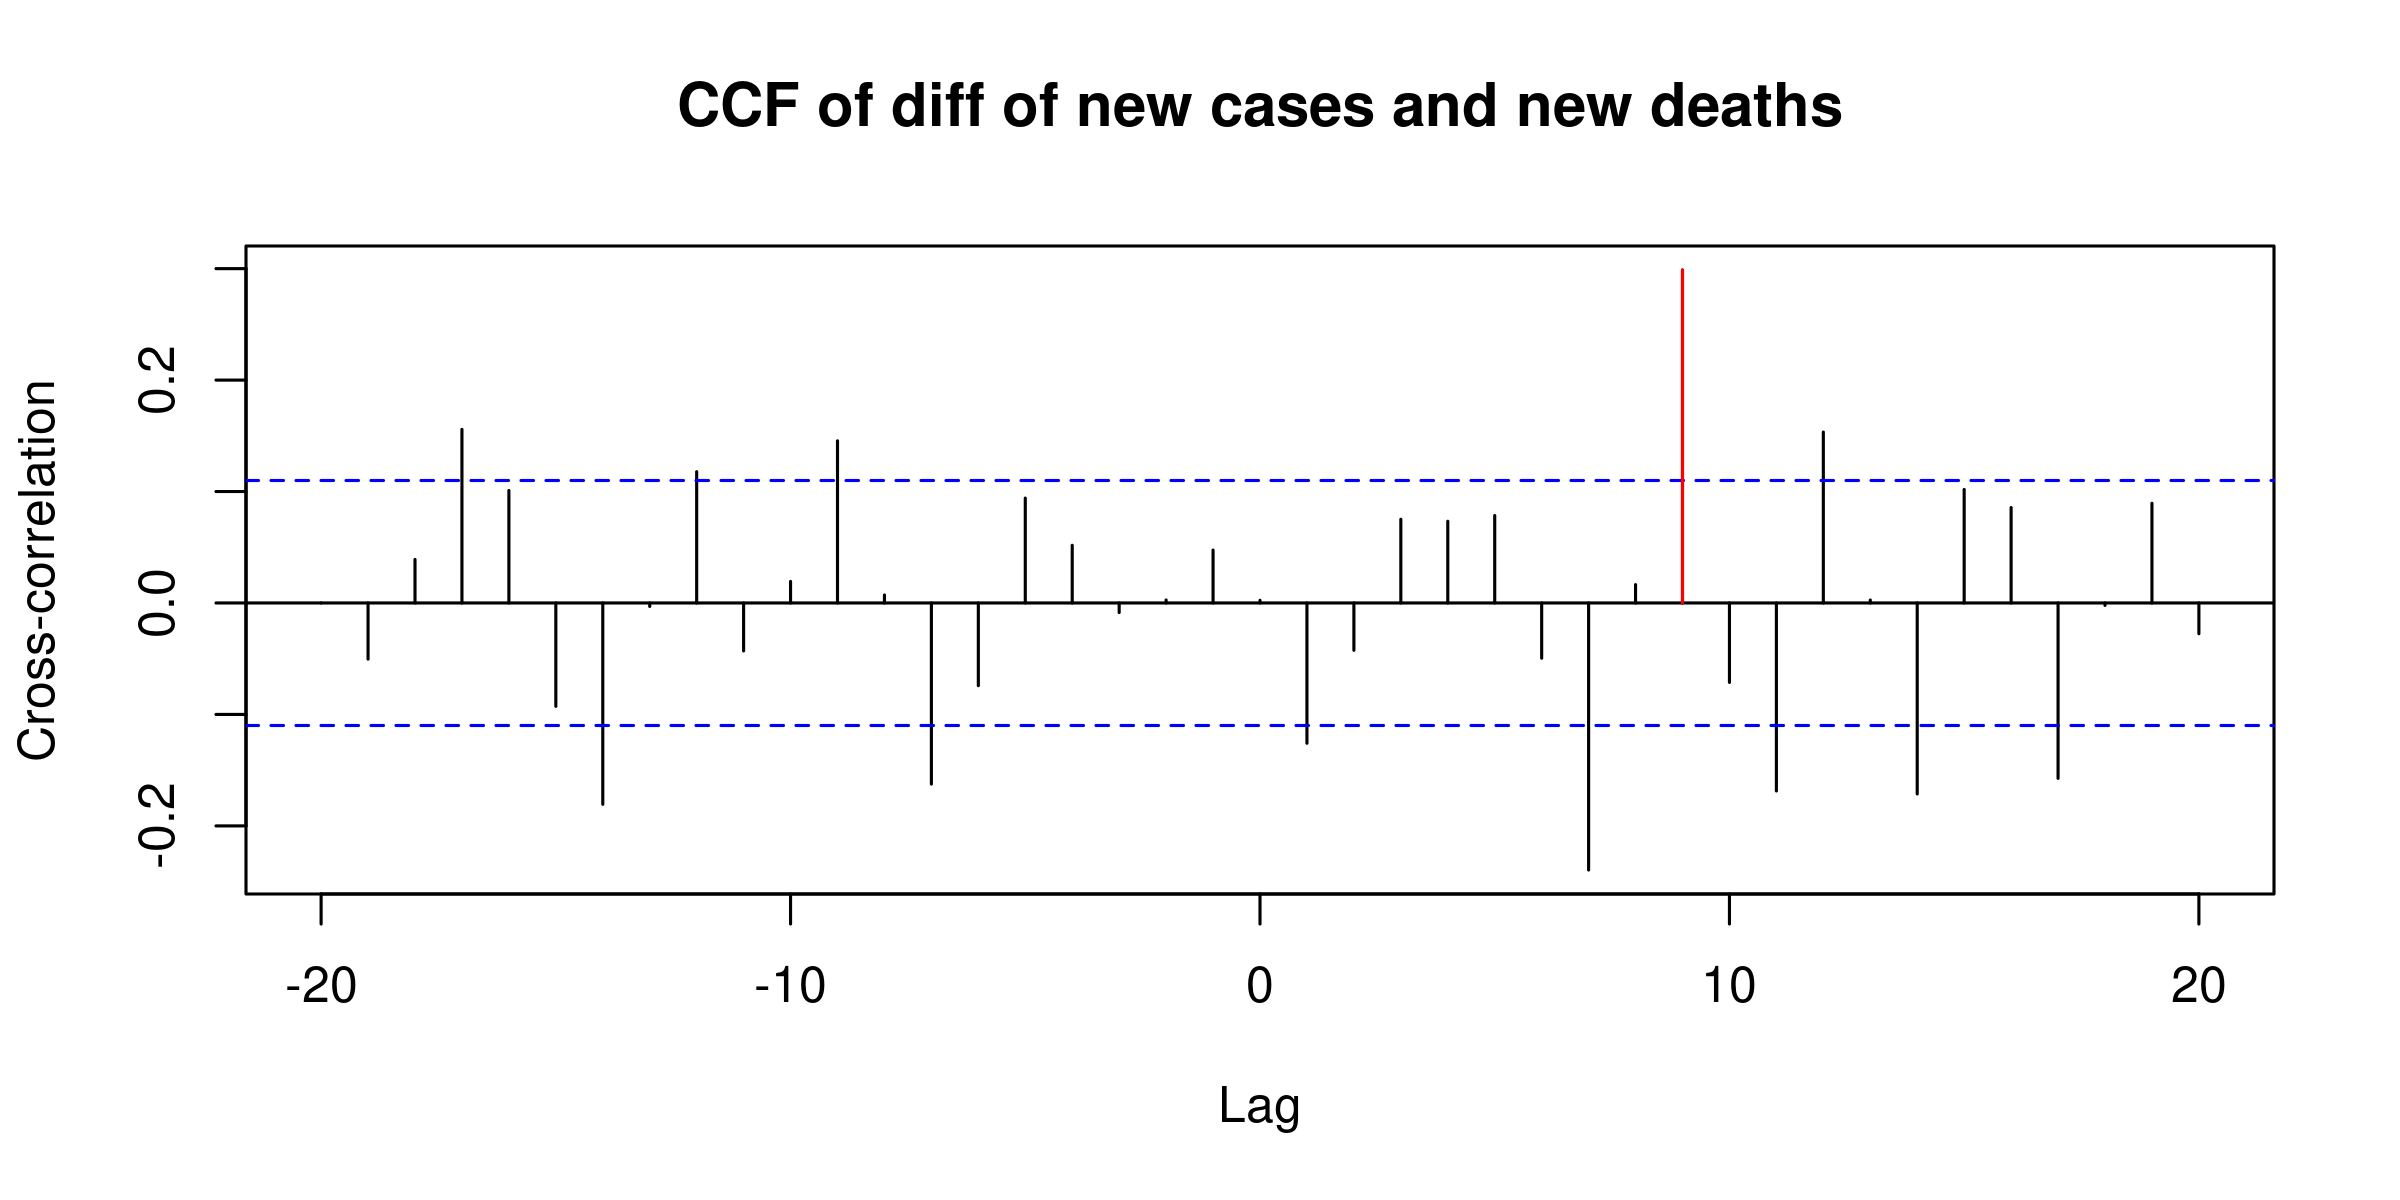 CCF of diff of new cases and new deaths
Cross-correlation
0.2
0.0
-0.2
-20 -10 0 10 20
Lag